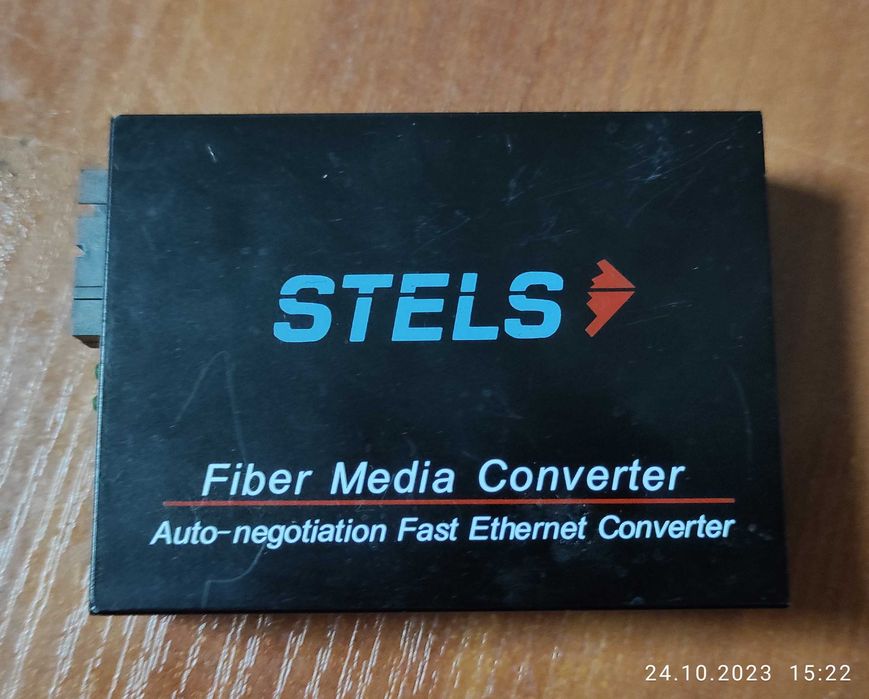 STELS
Fiber Media Converter
Auto-negotiation Fast Ethernet Converter
24.10.2023 15:22